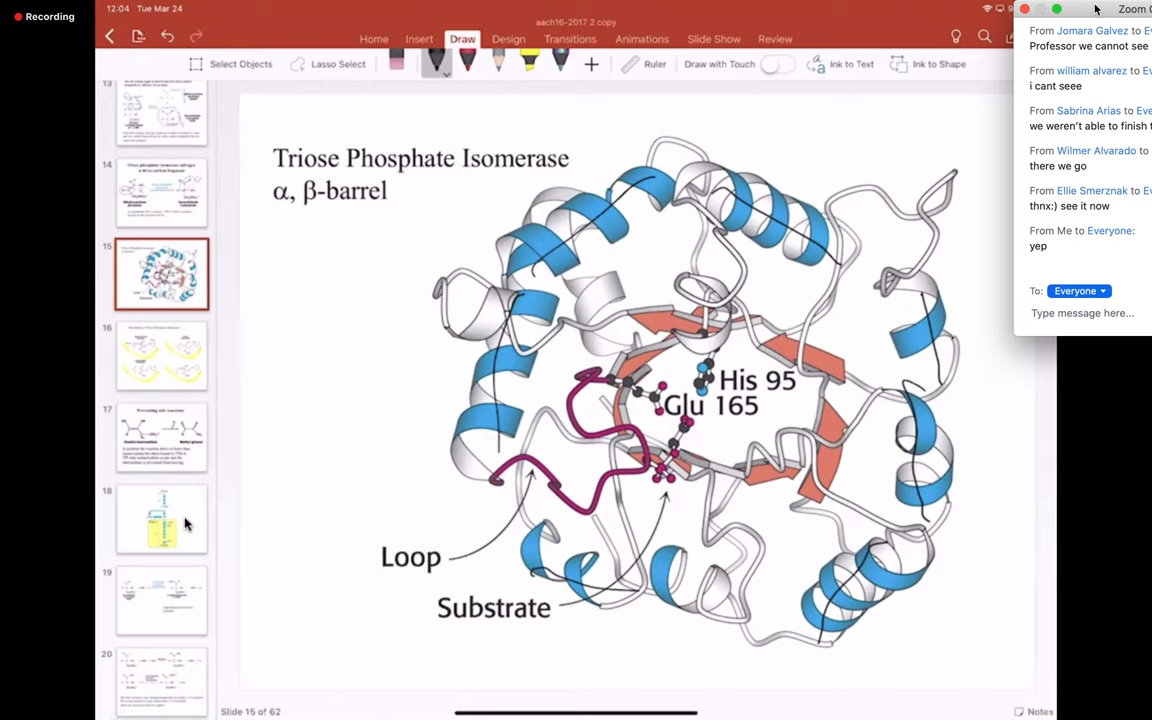 Recording
12:04 Tue Mar 24
aach16-2017 2 copy
Home Insert Draw Design Transitions Animations Slide Show Review
Select Objects Lasso Select Ruler Draw with Touch Ink to Text Ink to Shape
Zoom
From Jomara Galvez to
Professor we cannot see
From william alvarez to
i cant seee
From Sabrina Arias to
we weren't able to finish
From Wilmer Alvarado to
there we go
From Ellie Smerznak to
thnx:) see it now
From Me to Everyone:
yep
To: Everyone
Type message here...
13
14
15
16
17
18
19
20
Triose Phosphate Isomerase
α, β-barrel
His 95
Glu 165
Loop
Substrate
Slide 15 of 62
Notes